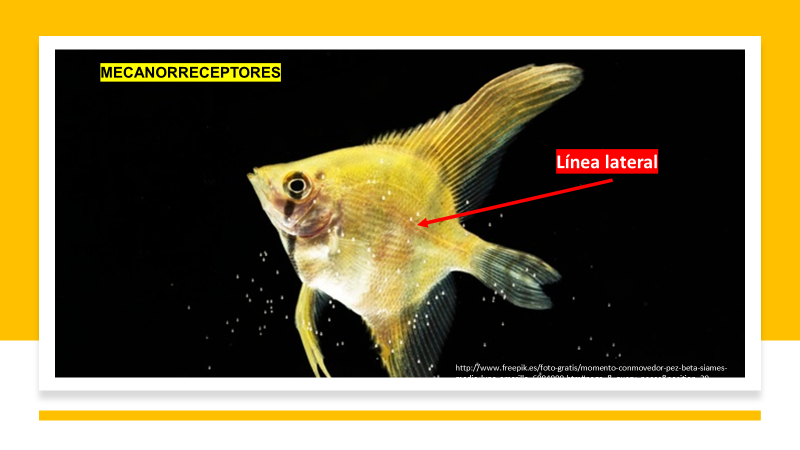 MECANORRECEPTORES
Línea lateral
http://www.freepik.es/foto-gratis/momento-conmovedor-pez-beta-siames-